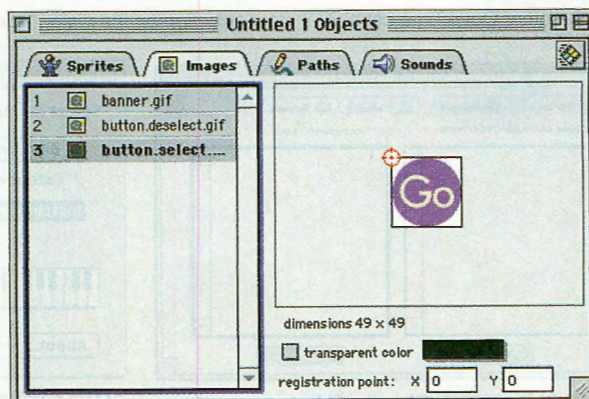 Untitled 1 Objects
Sprites Images Paths Sounds
1 banner.gif
2 button.deselect.gif
3 button.select....
Go
dimensions 49 x 49
transparent color
registration point: X 0 Y 0